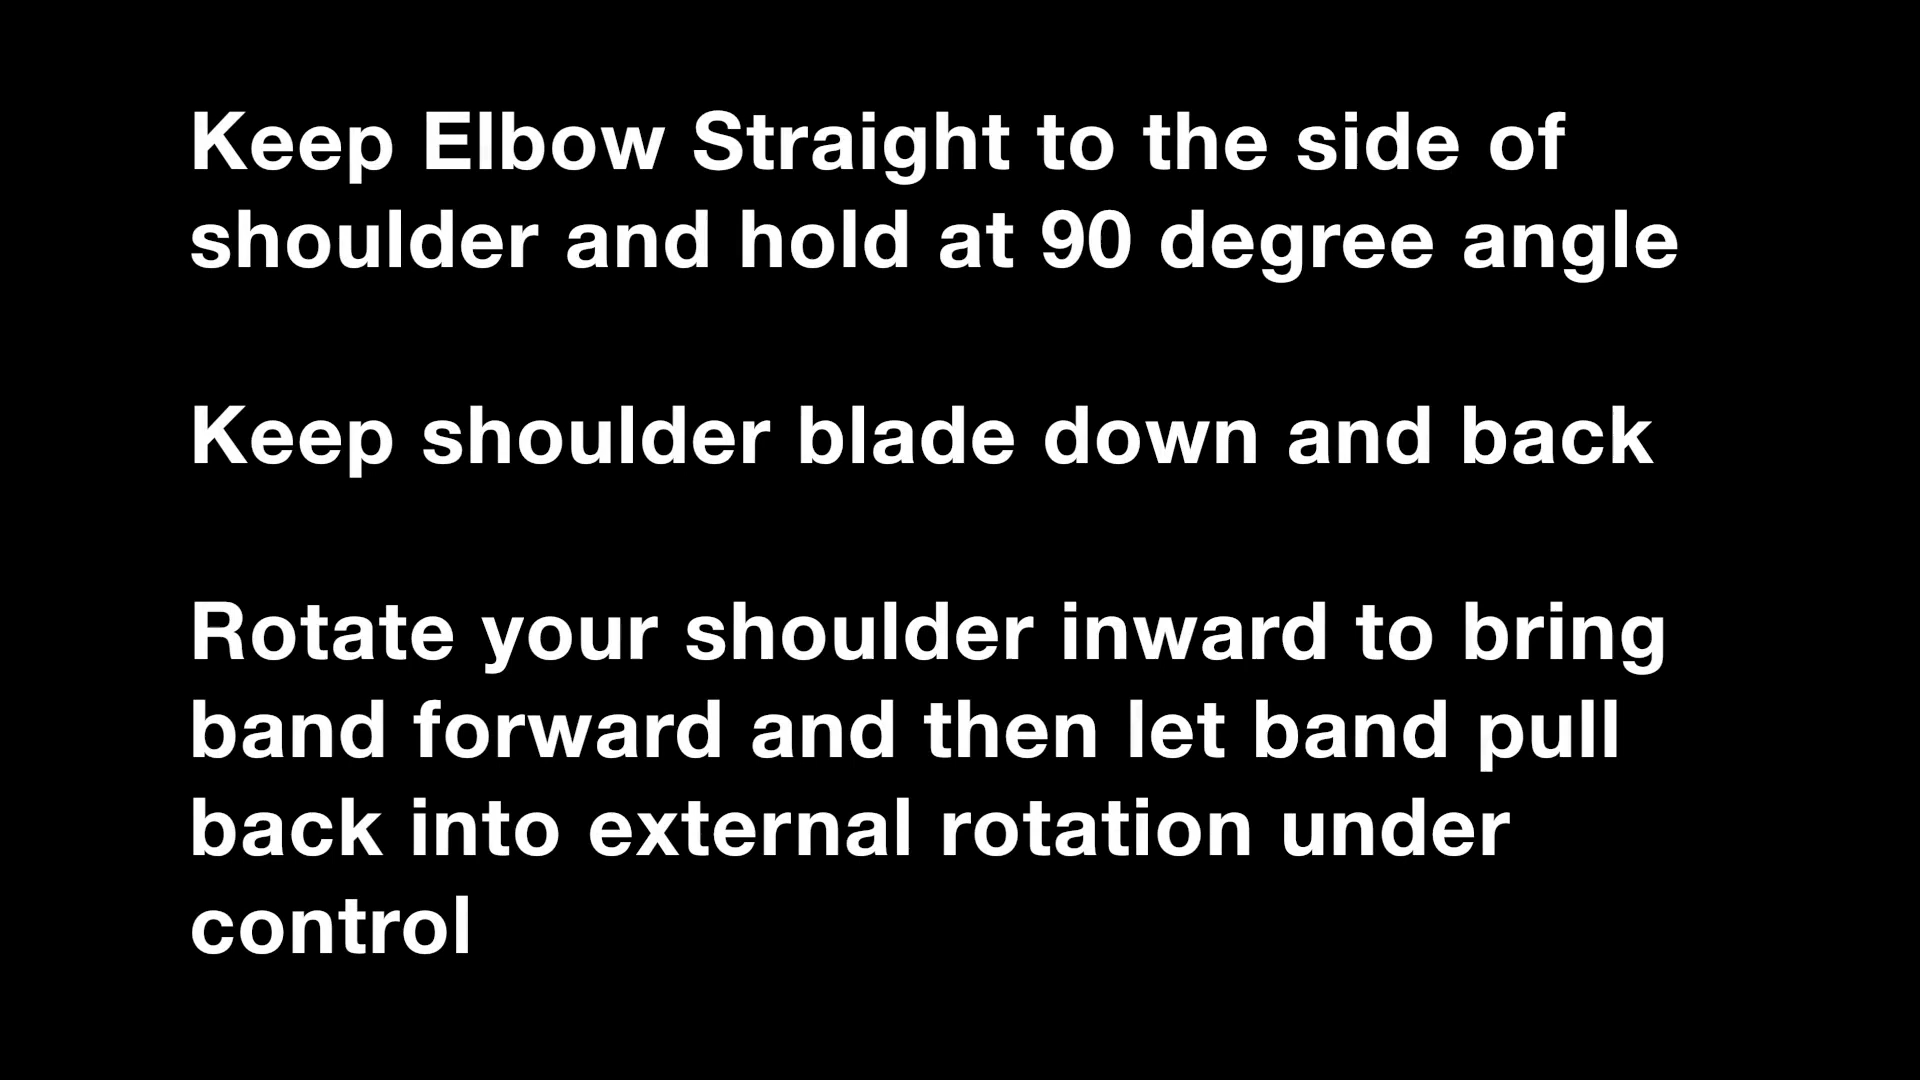 Keep Elbow Straight to the side of
shoulder and hold at 90 degree angle
Keep shoulder blade down and back
Rotate your shoulder inward to bring
band forward and then let band pull
back into external rotation under
control